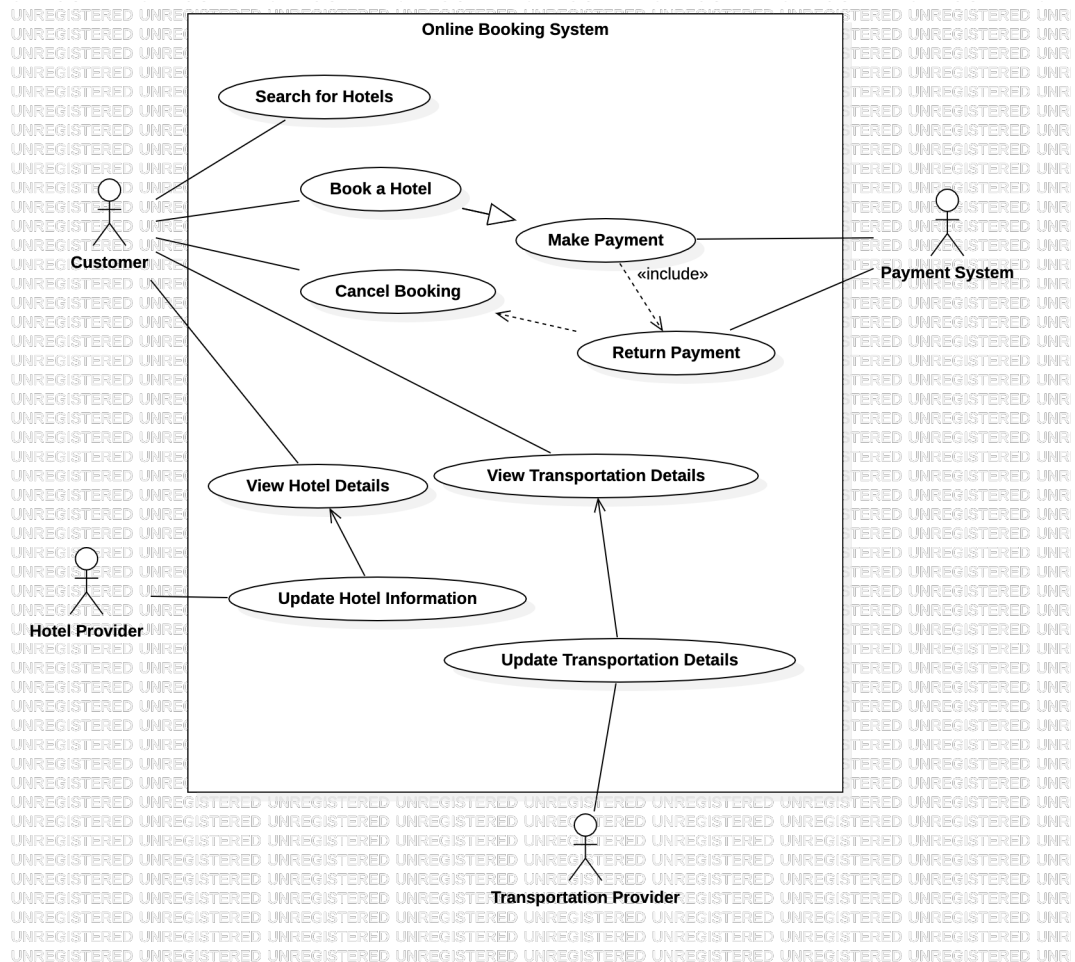 Online Booking System
Search for Hotels
Book a Hotel
Make Payment
Customer
Payment System
«include»
Cancel Booking
Return Payment
View Transportation Details
View Hotel Details
Update Hotel Information
Hotel Provider
Update Transportation Details
Transportation Provider
UNREGISTERED